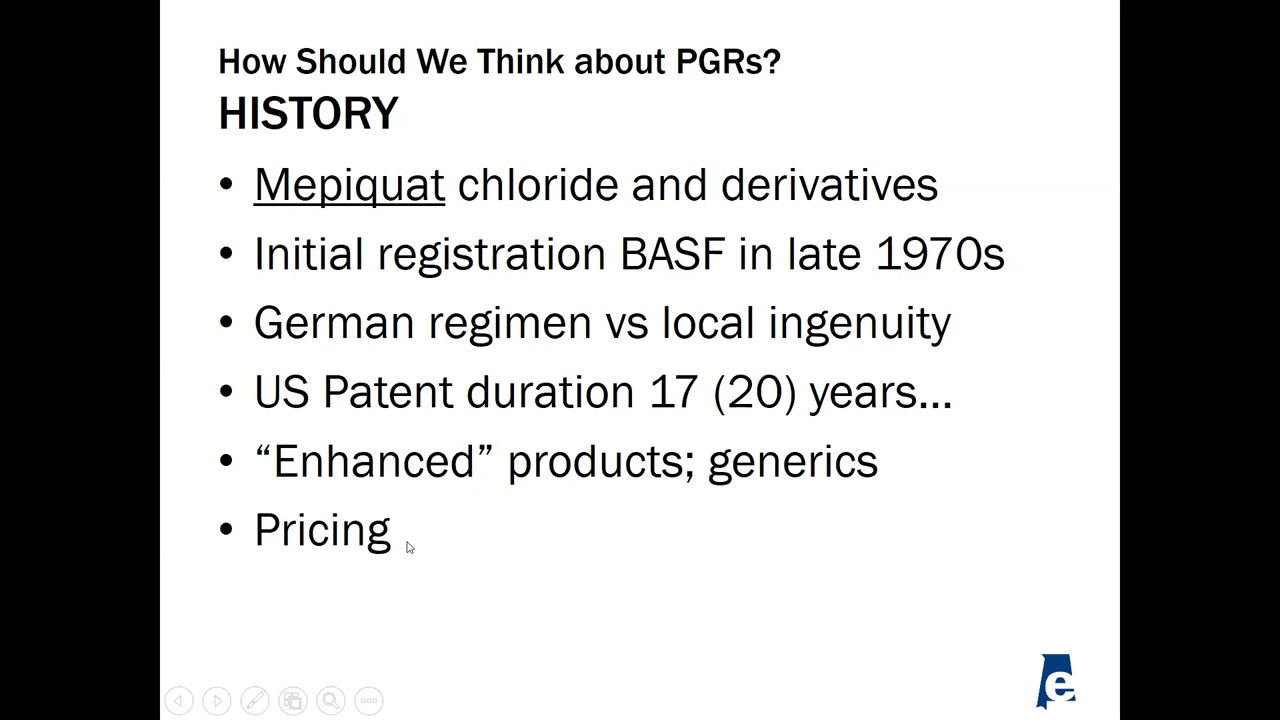 How Should We Think about PGRs?
HISTORY
• Mepiquat chloride and derivatives
• Initial registration BASF in late 1970s
• German regimen vs local ingenuity
• US Patent duration 17 (20) years...
• “Enhanced” products; generics
• Pricing
e